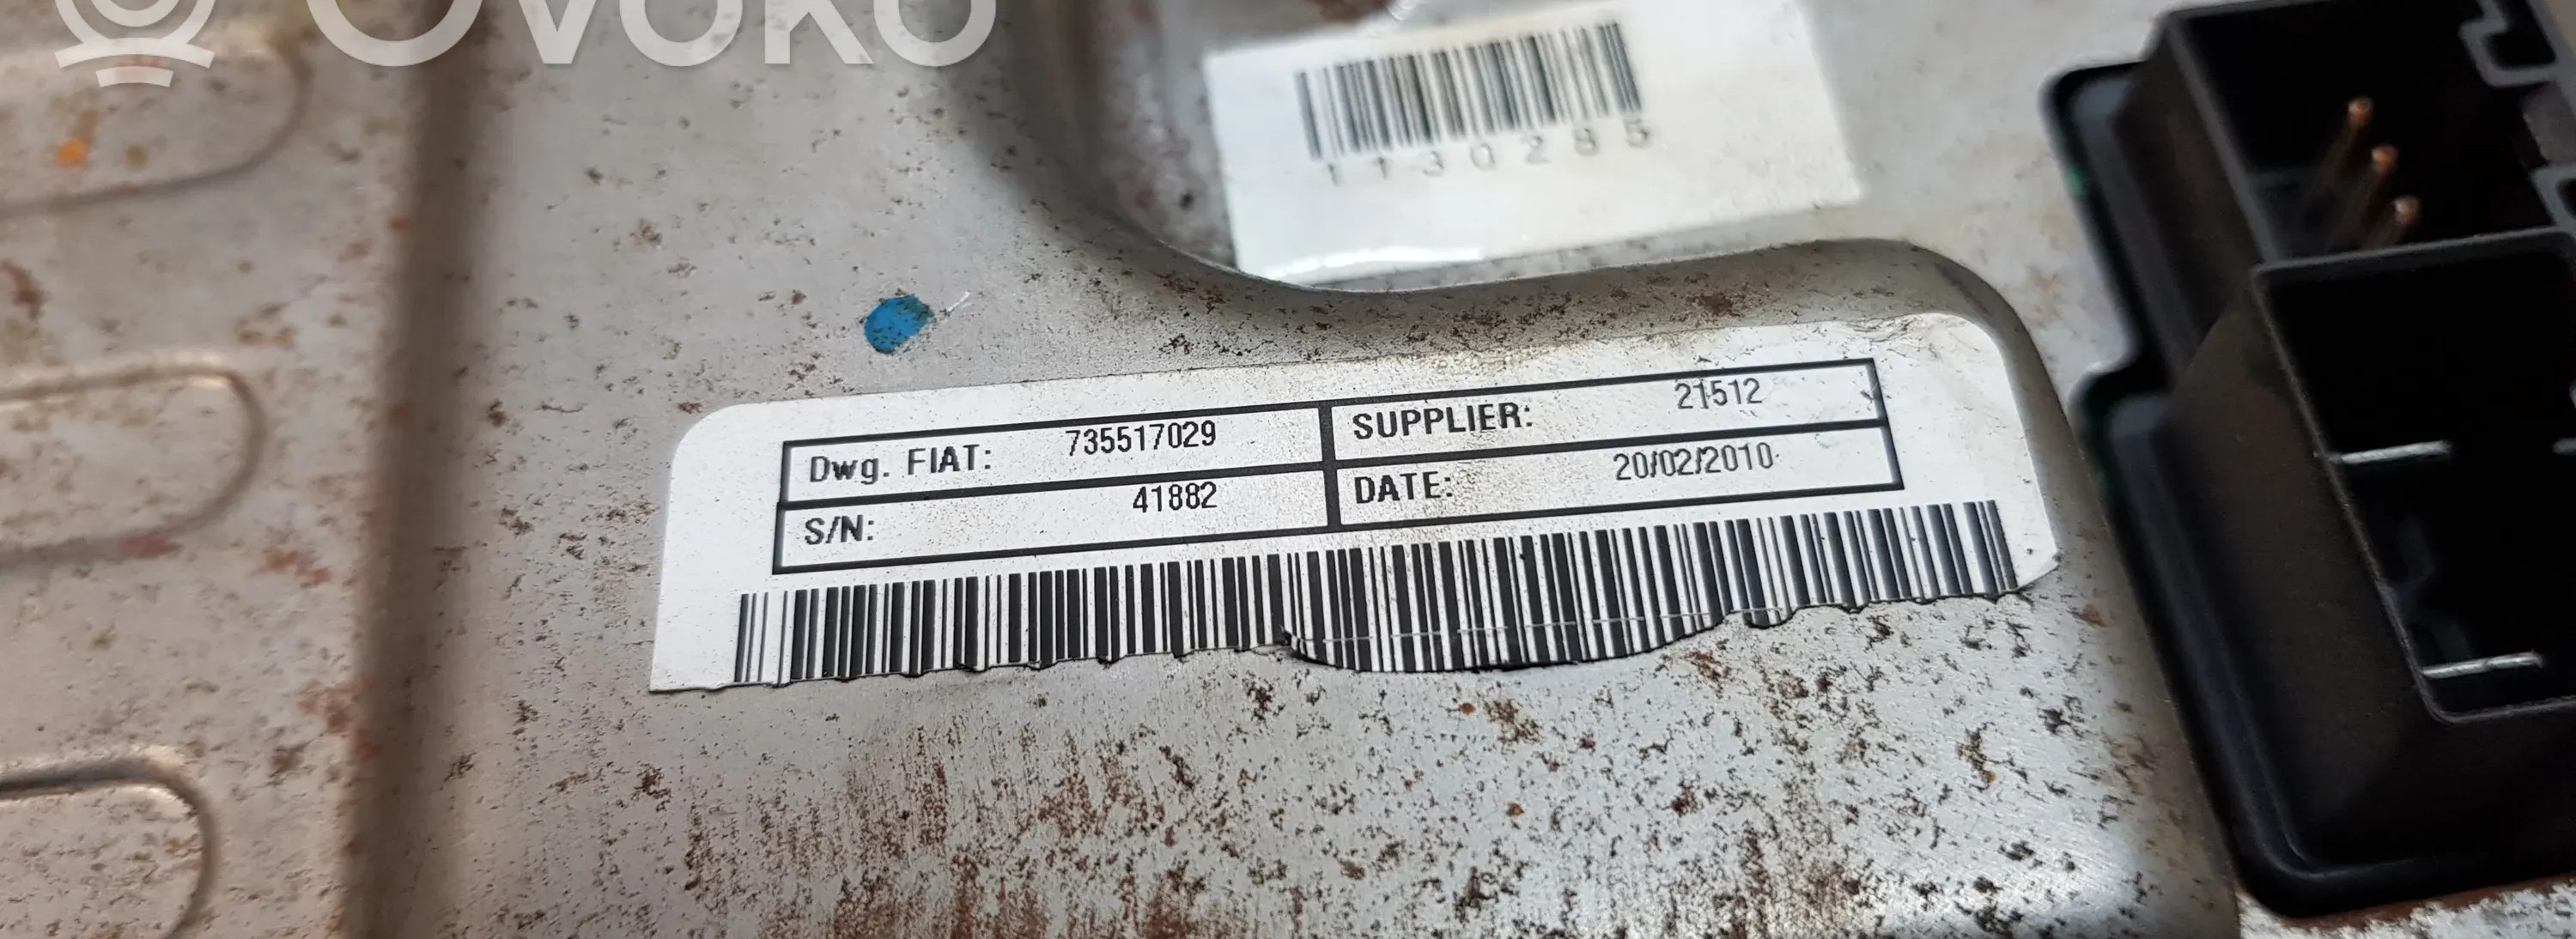 OVOKO
1130285
Dwg. FIAT: 735517029 SUPPLIER: 21512
S/N: 41882 DATE: 20/02/2010